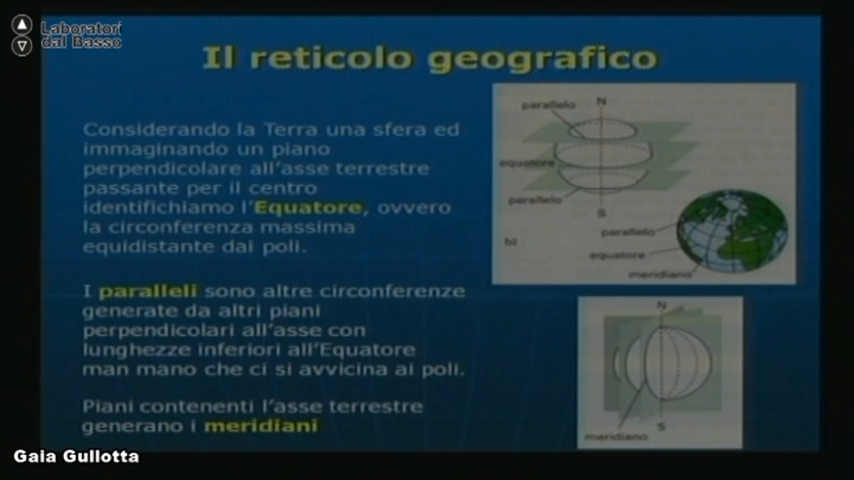 Laboratori
dal Basso
Il reticolo geografico
Considerando la Terra una sfera ed
immaginando un piano
perpendicolare all'asse terrestre
passante per il centro
identifichiamo l'Equatore, ovvero
la circonferenza massima
equidistante dai poli.
I paralleli sono altre circonferenze
generate da altri piani
perpendicolari all'asse con
lunghezze inferiori all'Equatore
man mano che ci si avvicina ai poli.
Piani contenenti l'asse terrestre
generano i meridiani
parallelo
N
equatore
parallelo
S
b)
parallelo
equatore
meridiano
N
S
meridiano
Gaia Gullotta